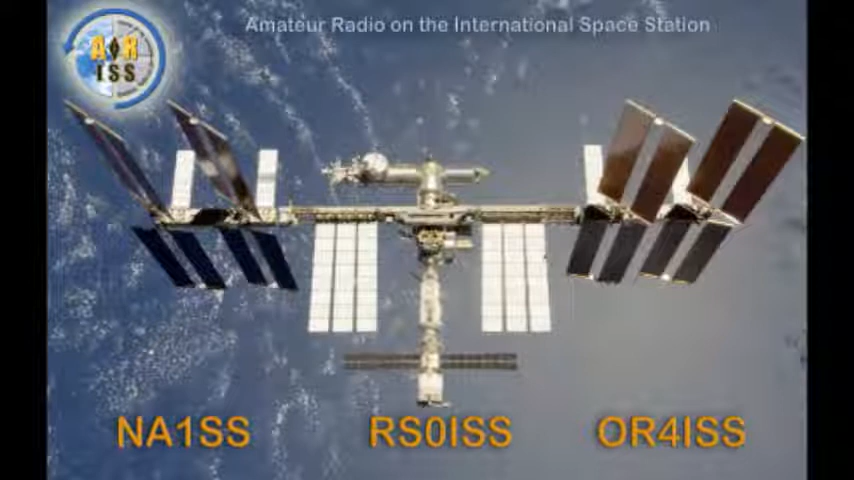 Amateur Radio on the International Space Station
ARISS
NA1SS RS0ISS OR4ISS